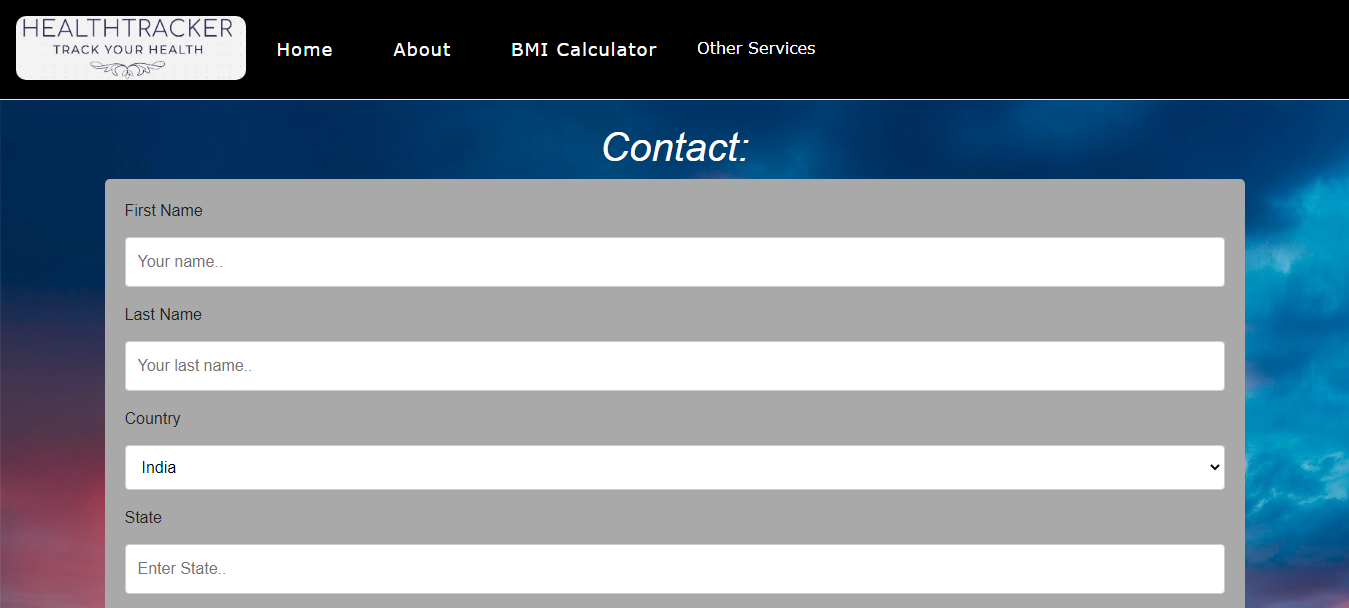 HEALTHTRACKER
TRACK YOUR HEALTH
Home About BMI Calculator Other Services
Contact:
First Name
Your name..
Last Name
Your last name..
Country
India
State
Enter State..